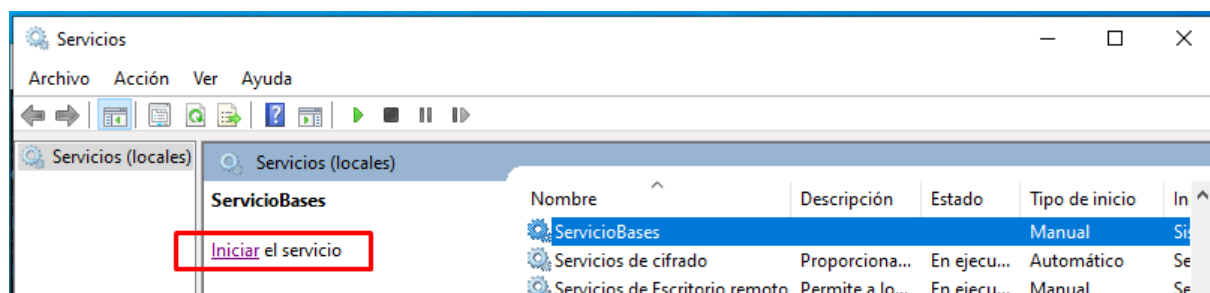 Servicios
Archivo Acción Ver Ayuda
Servicios (locales)
Servicios (locales)
ServicioBases
Iniciar el servicio
Nombre Descripción Estado Tipo de inicio In
ServicioBases Manual Sis
Servicios de cifrado Proporciona... En ejecu... Automático Se
Servicios de Escritorio remoto Permite a lo... En ejecu... Manual Se